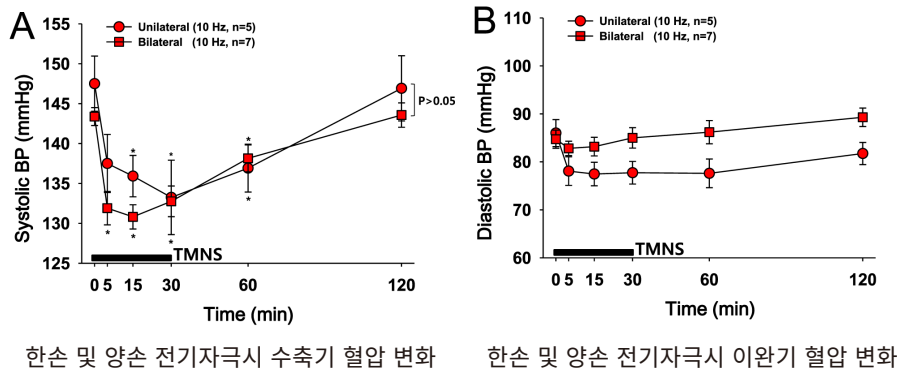 A
Unilateral (10 Hz, n=5)
Bilateral (10 Hz, n=7)
Systolic BP (mmHg)
155
150
145
140
135
130
125
P>0.05
*
*
*
*
*
*
*
TMNS
0 5 15 30 60 120
Time (min)
한손 및 양손 전기자극시 수축기 혈압 변화
B
Unilateral (10 Hz, n=5)
Bilateral (10 Hz, n=7)
Diastolic BP (mmHg)
110
100
90
80
70
60
TMNS
0 5 15 30 60 120
Time (min)
한손 및 양손 전기자극시 이완기 혈압 변화